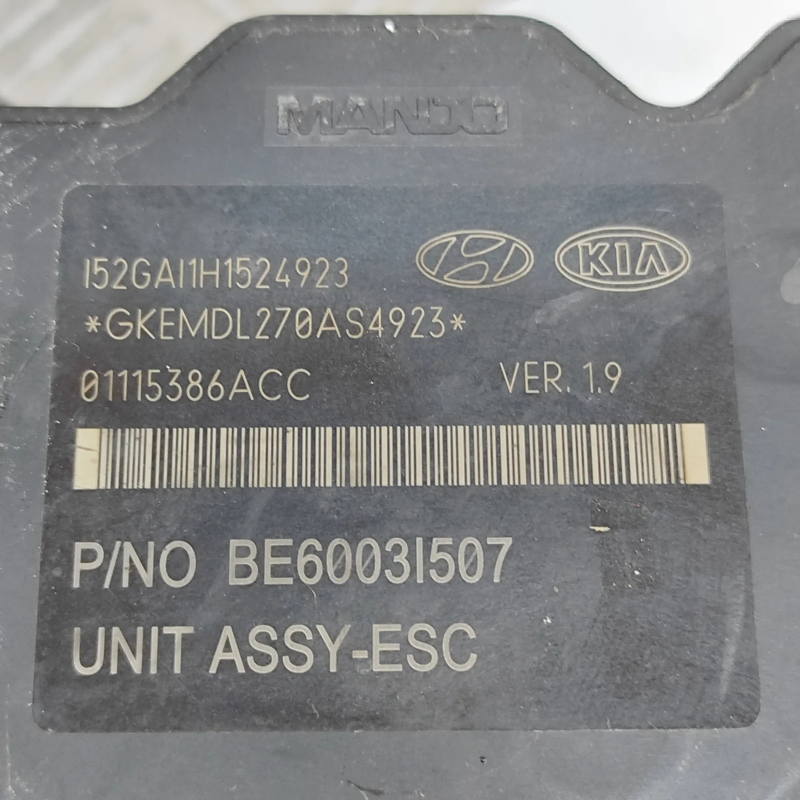 MANDO
I52GAI1H1524923
KIA
*GKEMDL270AS4923*
01115386ACC VER. 1.9
P/NO BE6003I507
UNIT ASSY-ESC